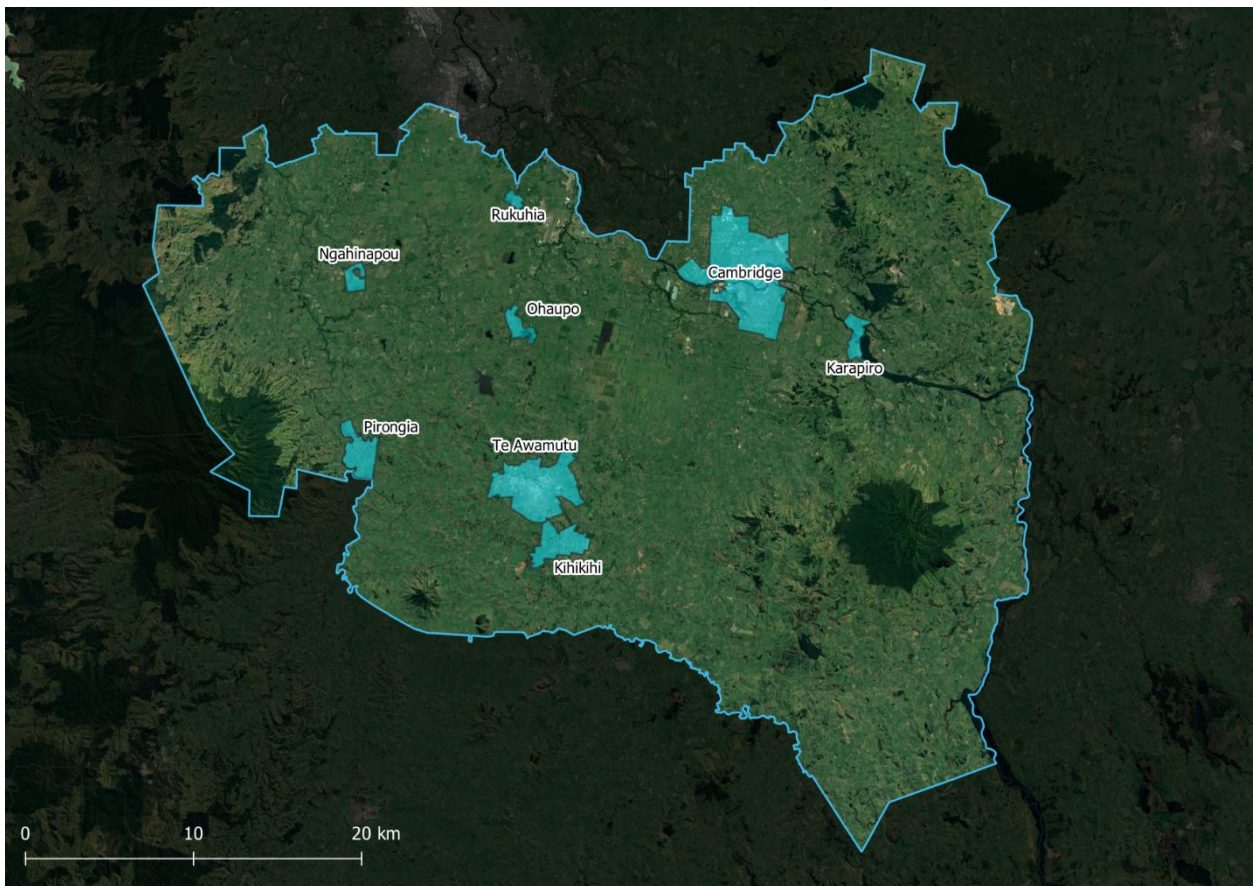 Rukuhia
Ngahinapou
Cambridge
Ohaupo
Karapiro
Pirongia
Te Awamutu
Kihikihi
0 10 20 km